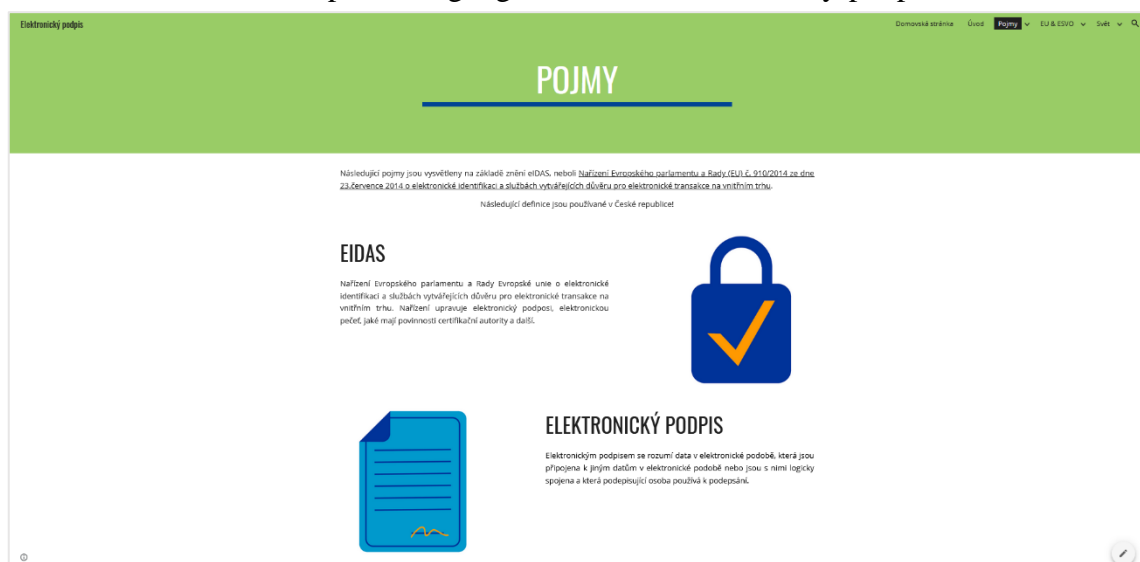 Elektronický podpis
Domovská stránka Úvod Pojmy EU & ESVO Svět
POJMY
Následující pojmy jsou vysvětleny na základě znění eIDAS, neboli Nařízení Evropského parlamentu a Rady (EU) č. 910/2014 ze dne
23.července 2014 o elektronické identifikaci a službách vytvářejících důvěru pro elektronické transakce na vnitřním trhu.
Následující definice jsou používané v České republice!
EIDAS
Nařízení Evropského parlamentu a Rady Evropské unie o elektronické
identifikaci a službách vytvářejících důvěru pro elektronické transakce na
vnitřním trhu. Nařízení upravuje elektronický podposi, elektronickou
pečeť, jaké mají povinnosti certifikační autority a další.
ELEKTRONICKÝ PODPIS
Elektronickým podpisem se rozumí data v elektronické podobě, která jsou
připojena k jiným datům v elektronické podobě nebo jsou s nimi logicky
spojena a která podepisující osoba používá k podepsání.